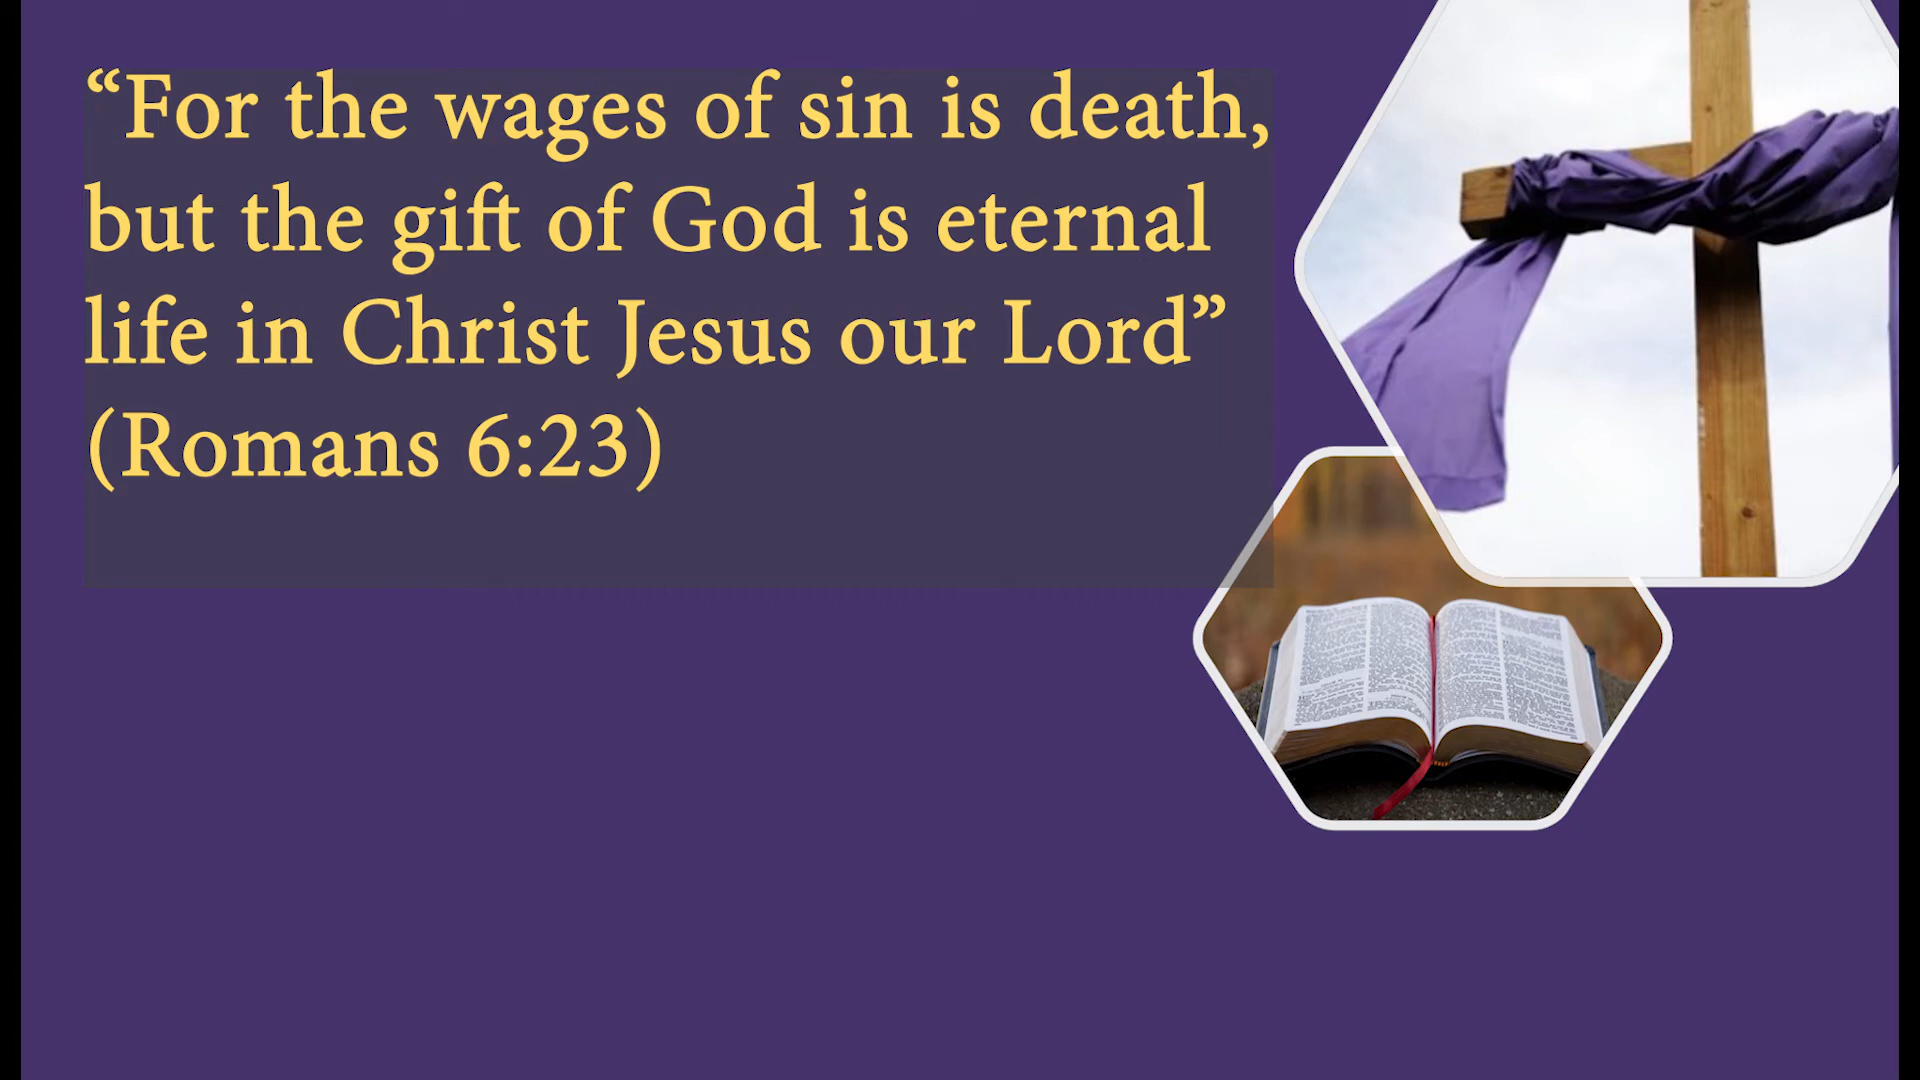 “For the wages of sin is death,
but the gift of God is eternal
life in Christ Jesus our Lord”
(Romans 6:23)